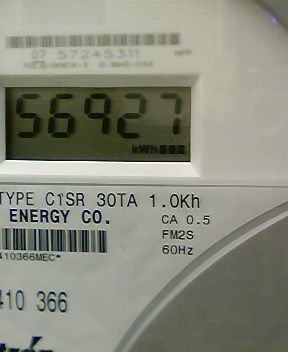 07 57245311
56927
kWh
TYPE C1SR 30TA 1.0Kh
ENERGY CO.
CA 0.5
FM2S
60Hz
410366MEC*
410 366